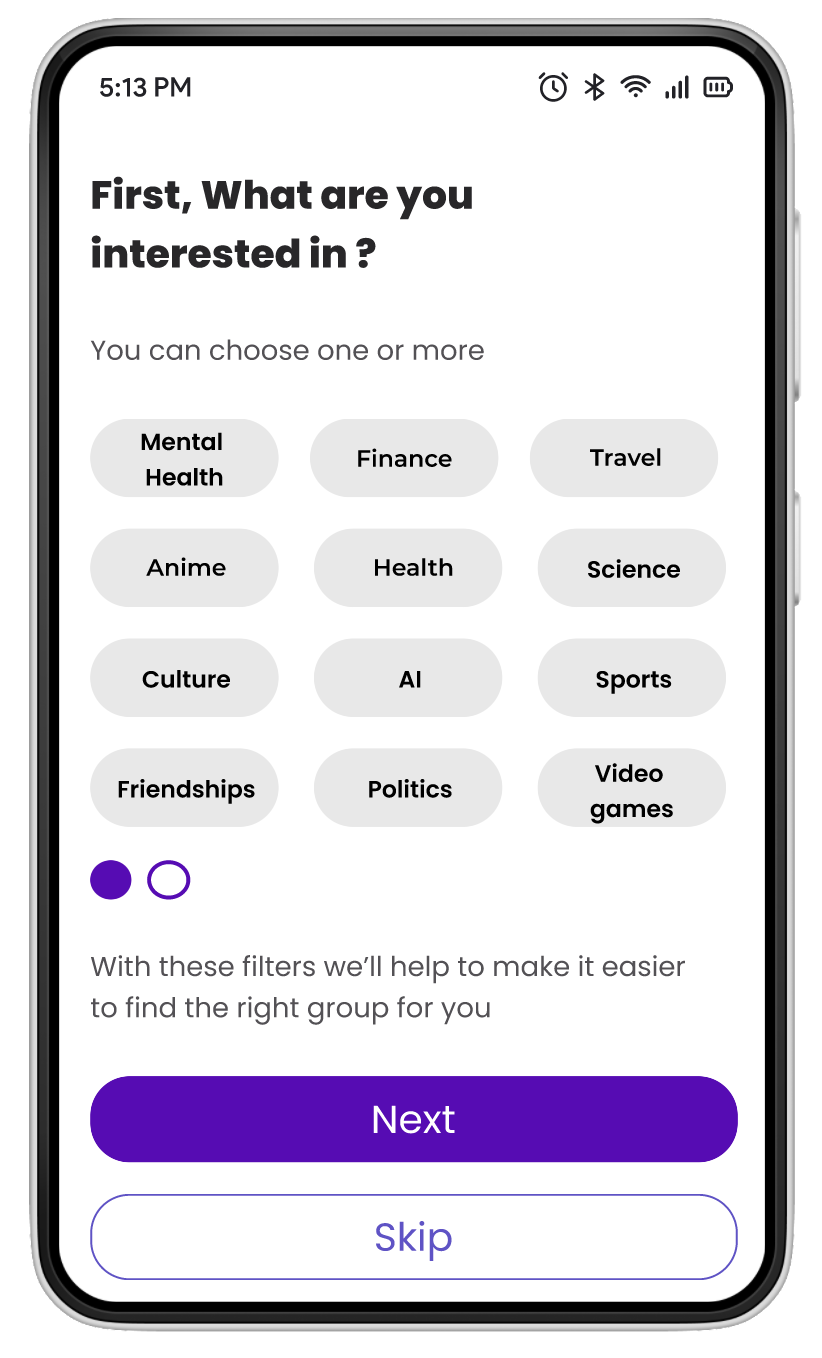 5:13 PM
First, What are you
interested in ?
You can choose one or more
Mental
Health
Finance
Travel
Anime
Health
Science
Culture
AI
Sports
Friendships
Politics
Video
games
With these filters we’ll help to make it easier
to find the right group for you
Next
Skip